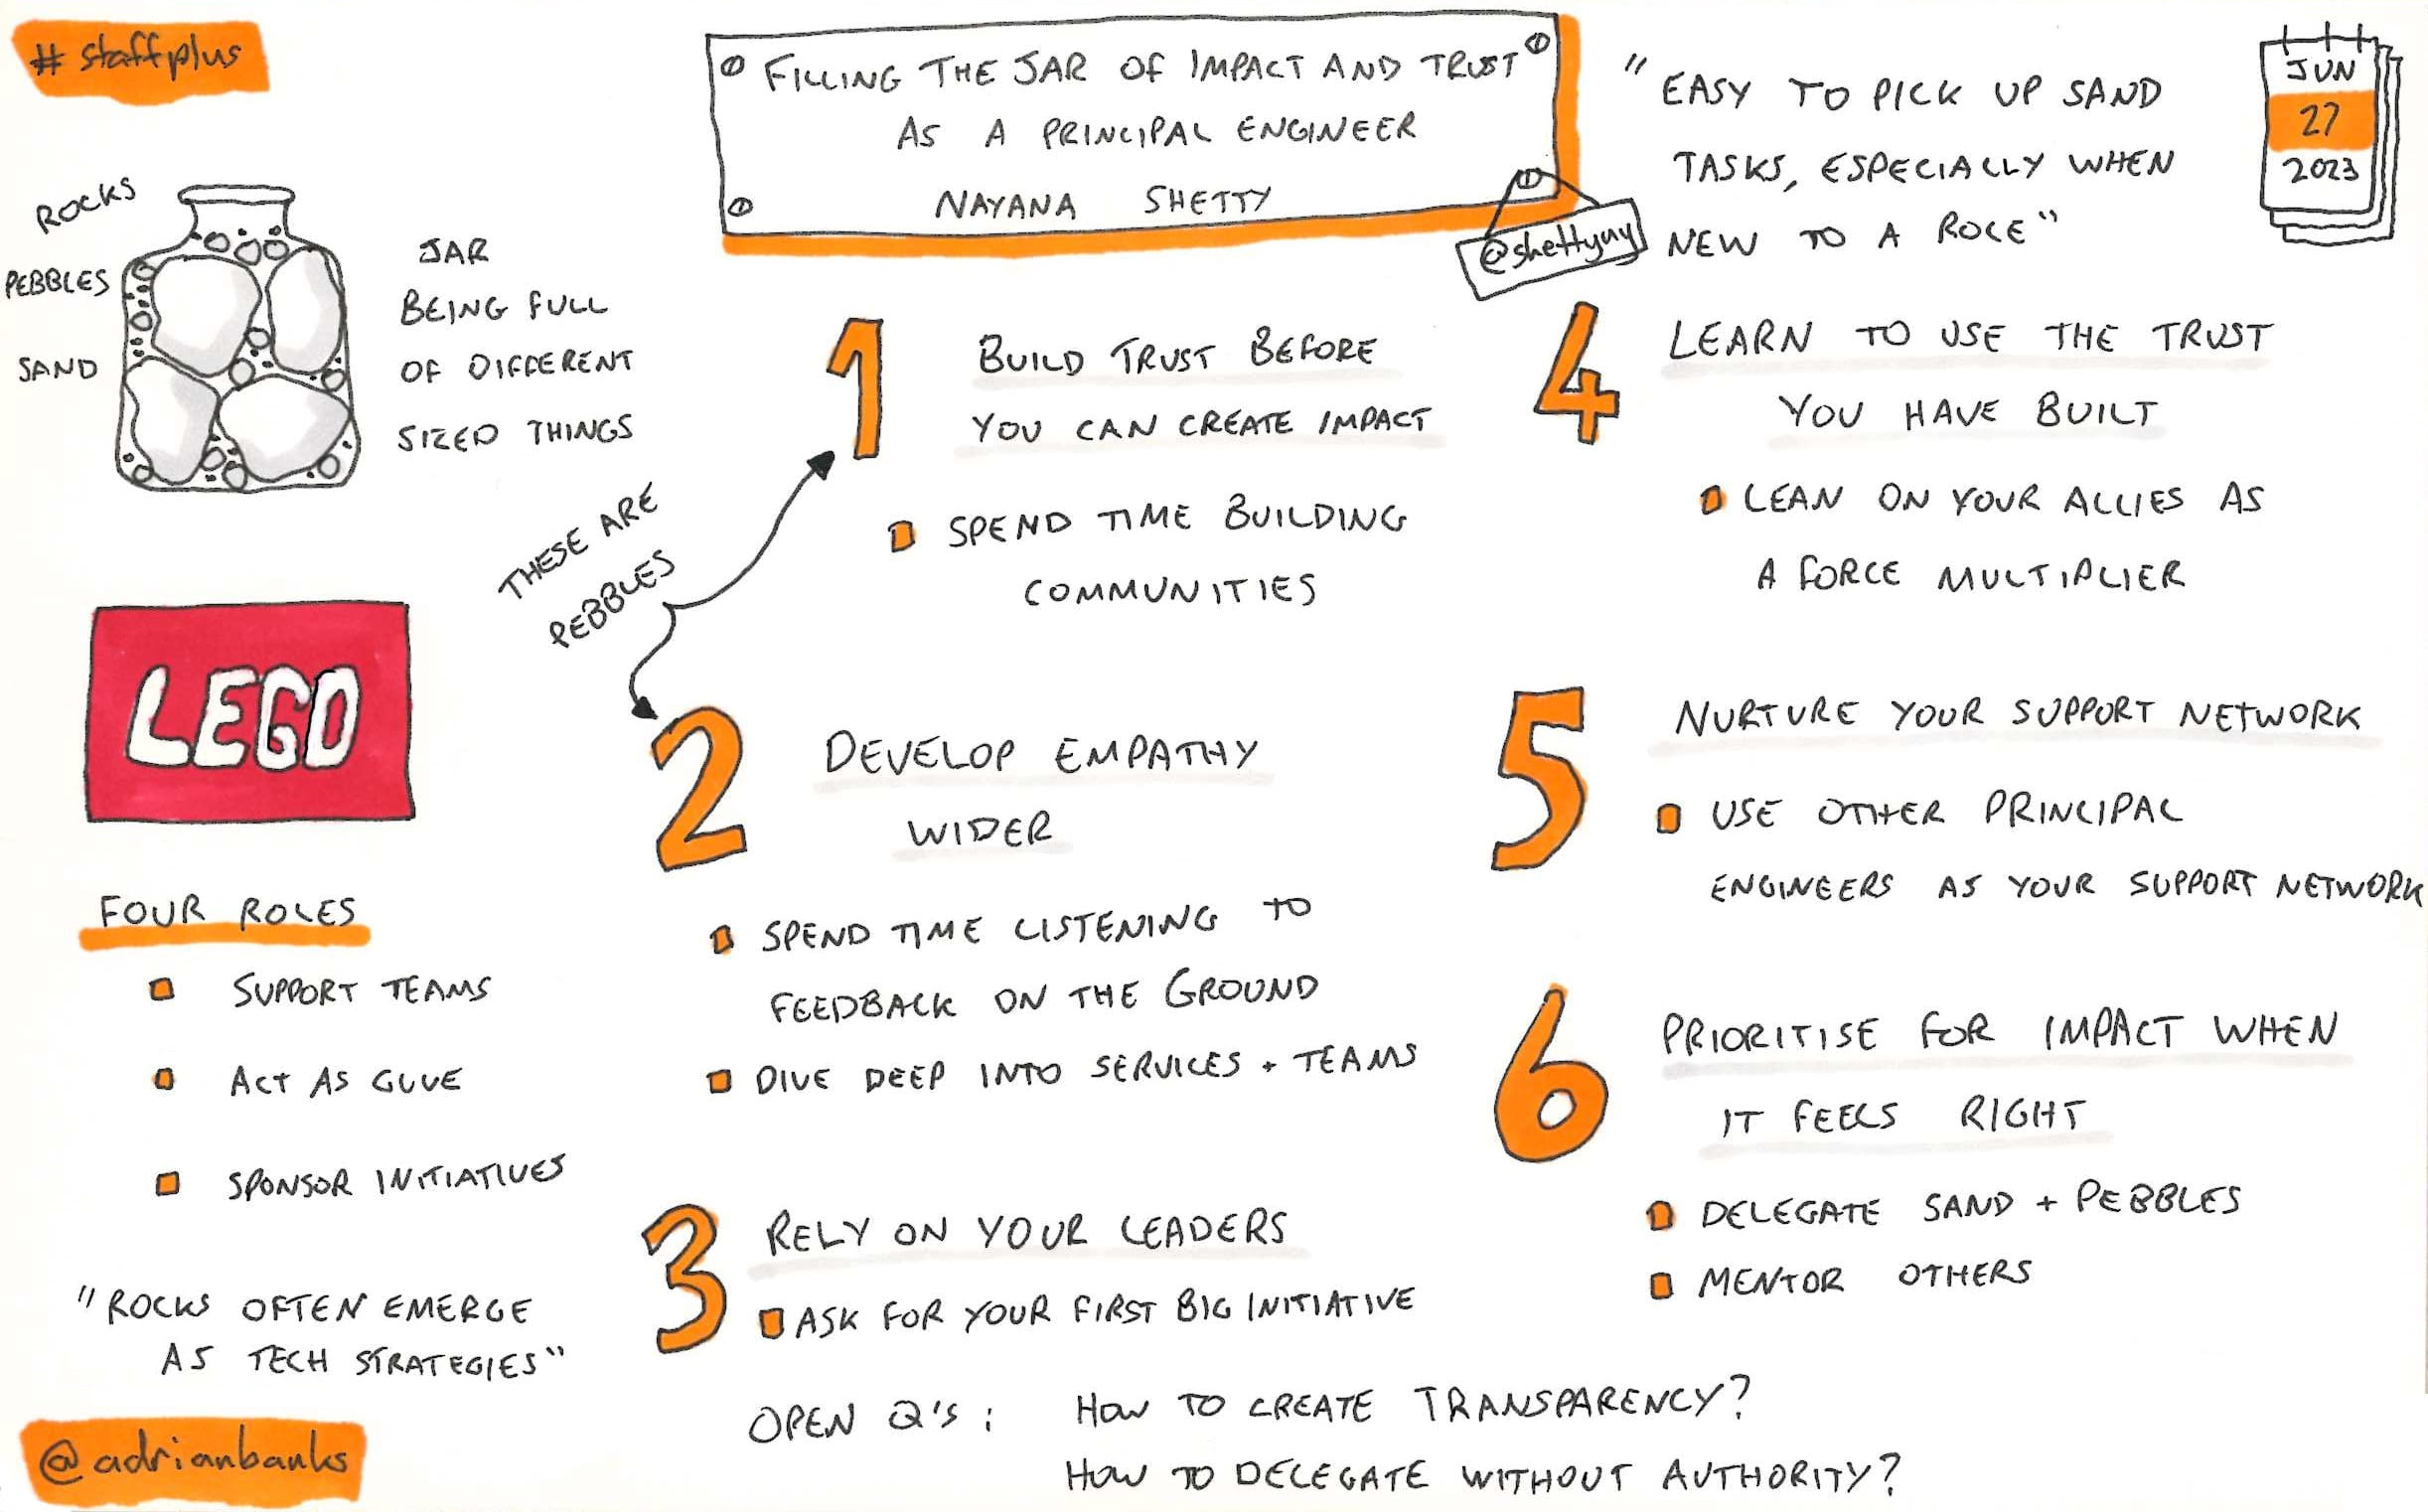 # staffplus
FILLING THE JAR OF IMPACT AND TRUST
AS A PRINCIPAL ENGINEER
NAYANA SHETTY
@shettyny
JUN
27
2023
ROCKS
PEBBLES
SAND
JAR
BEING FULL
OF DIFFERENT
SIZED THINGS
LEGO
FOUR ROLES
SUPPORT TEAMS
ACT AS GLUE
SPONSOR INITIATIVES
"ROCKS OFTEN EMERGE
AS TECH STRATEGIES"
@adrianbanks
THESE ARE
PEBBLES
1
BUILD TRUST BEFORE
YOU CAN CREATE IMPACT
SPEND TIME BUILDING
COMMUNITIES
2
DEVELOP EMPATHY
WIDER
SPEND TIME LISTENING TO
FEEDBACK ON THE GROUND
DIVE DEEP INTO SERVICES + TEAMS
3
RELY ON YOUR LEADERS
ASK FOR YOUR FIRST BIG INITIATIVE
"EASY TO PICK UP SAND
TASKS, ESPECIALLY WHEN
NEW TO A ROLE"
4
LEARN TO USE THE TRUST
YOU HAVE BUILT
LEAN ON YOUR ALLIES AS
A FORCE MULTIPLIER
5
NURTURE YOUR SUPPORT NETWORK
USE OTHER PRINCIPAL
ENGINEERS AS YOUR SUPPORT NETWORK
6
PRIORITISE FOR IMPACT WHEN
IT FEELS RIGHT
DELEGATE SAND + PEBBLES
MENTOR OTHERS
OPEN Q'S: HOW TO CREATE TRANSPARENCY?
HOW TO DELEGATE WITHOUT AUTHORITY?